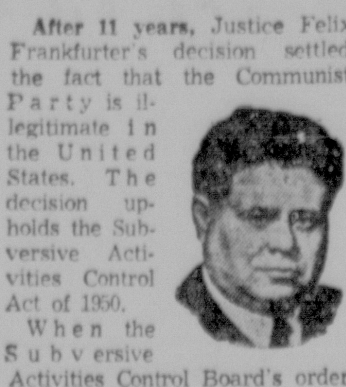 After 11 years, Justice Felix
Frankfurter's decision settled
the fact that the Communist
Party is il-
legitimate in
the United
States. The
decision up-
holds the Sub-
versive Acti-
vities Control
Act of 1950.
When the
Subversive
Activities Control Board's order